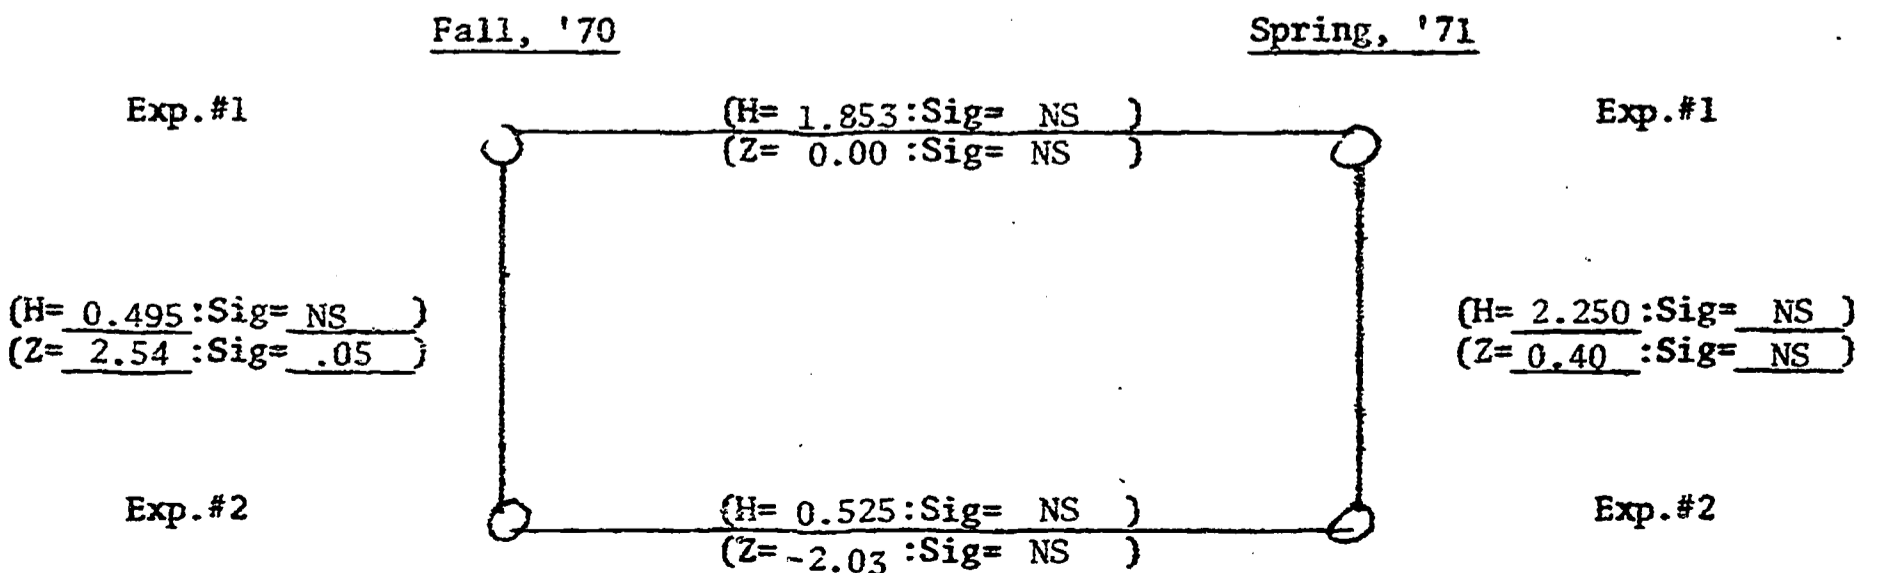 Fall, '70 Spring, '71
Exp.#1 (H= 1.853:Sig= NS ) Exp.#1
(Z= 0.00 :Sig= NS )
(H= 0.495:Sig= NS ) (H= 2.250:Sig= NS )
(Z= 2.54 :Sig= .05 ) (Z= 0.40 :Sig= NS )
Exp.#2 (H= 0.525:Sig= NS ) Exp.#2
(Z= -2.03 :Sig= NS )